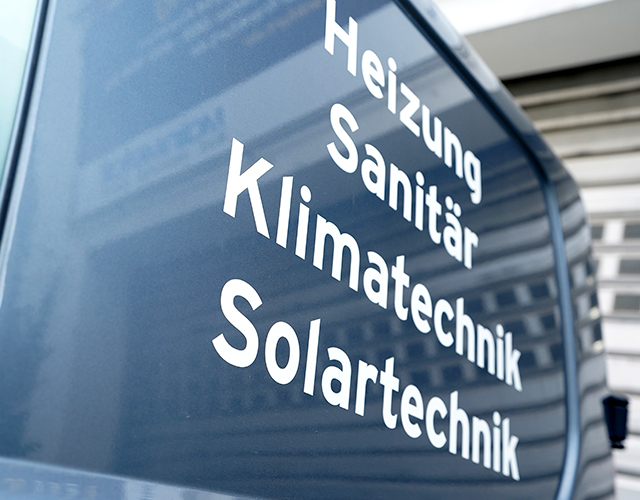 Heizung
Sanitär
Klimatechnik
Solartechnik